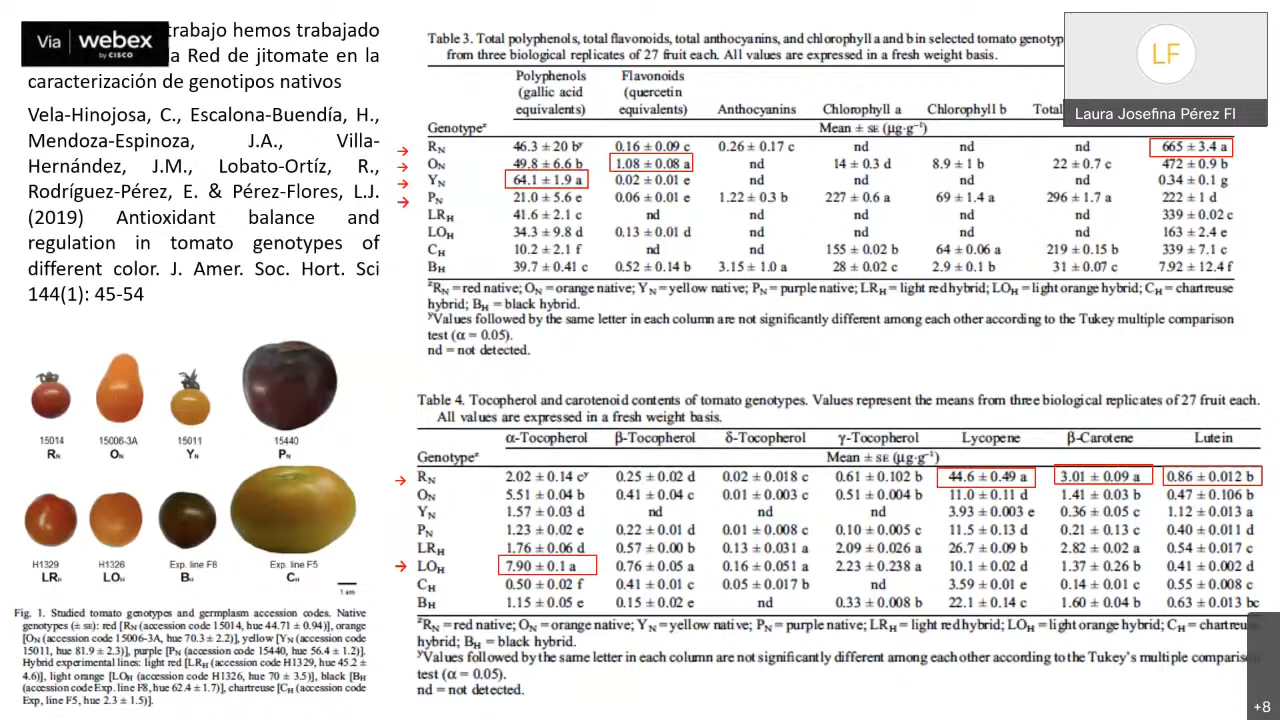 Via webex
by CISCO
trabajo hemos trabajado
a Red de jitomate en la
caracterización de genotipos nativos
Vela-Hinojosa, C., Escalona-Buendía, H.,
Mendoza-Espinoza, J.A., Villa-
Hernández, J.M., Lobato-Ortíz, R.,
Rodríguez-Pérez, E. & Pérez-Flores, L.J.
(2019) Antioxidant balance and
regulation in tomato genotypes of
different color. J. Amer. Soc. Hort. Sci
144(1): 45-54
15014 15006-3A 15011 15440
RN ON YN PN
H1329 H1326 Exp. line F8 Exp. line F5
LRH LOH BH CH
1 cm
Fig. 1. Studied tomato genotypes and germplasm accession codes. Native
genotypes (± SE): red [RN (accession code 15014, hue 44.71 ± 0.94)], orange
[ON (accession code 15006-3A, hue 70.3 ± 2.2)], yellow [YN (accession code
15011, hue 81.9 ± 2.3)], purple [PN (accession code 15440, hue 56.4 ± 1.2)].
Hybrid experimental lines: light red [LRH (accession code H1329, hue 45.2 ±
4.6)], light orange [LOH (accession code H1326, hue 70 ± 3.5)], black [BH
(accession code Exp. line F8, hue 62.4 ± 1.7)], chartreuse [CH (accession code
Exp, line F5, hue 2.3 ± 1.5)].
Table 3. Total polyphenols, total flavonoids, total anthocyanins, and chlorophyll a and b in selected tomato genotyp
from three biological replicates of 27 fruit each. All values are expressed in a fresh weight basis.
Polyphenols Flavonoids
(gallic acid (quercetin
equivalents) equivalents) Anthocyanins Chlorophyll a Chlorophyll b Total
Genotypez Mean ± SE (µg·g−1)
RN 46.3 ± 20 by 0.16 ± 0.09 c 0.26 ± 0.17 c nd nd nd 665 ± 3.4 a
ON 49.8 ± 6.6 b 1.08 ± 0.08 a nd 14 ± 0.3 d 8.9 ± 1 b 22 ± 0.7 c 472 ± 0.9 b
YN 64.1 ± 1.9 a 0.02 ± 0.01 e nd nd nd nd 0.34 ± 0.1 g
PN 21.0 ± 5.6 e 0.06 ± 0.01 e 1.22 ± 0.3 b 227 ± 0.6 a 69 ± 1.4 a 296 ± 1.7 a 222 ± 1 d
LRH 41.6 ± 2.1 c nd nd nd nd nd 339 ± 0.02 c
LOH 34.3 ± 9.8 d 0.13 ± 0.01 d nd nd nd nd 163 ± 2.4 e
CH 10.2 ± 2.1 f nd nd 155 ± 0.02 b 64 ± 0.06 a 219 ± 0.15 b 339 ± 7.1 c
BH 39.7 ± 0.41 c 0.52 ± 0.14 b 3.15 ± 1.0 a 28 ± 0.02 c 2.9 ± 0.1 b 31 ± 0.07 c 7.92 ± 12.4 f
zRN = red native; ON = orange native; YN = yellow native; PN = purple native; LRH = light red hybrid; LOH = light orange hybrid; CH = chartreuse
hybrid; BH = black hybrid.
yValues followed by the same letter in each column are not significantly different among each other according to the Tukey multiple comparison
test (α = 0.05).
nd = not detected.
LF
Laura Josefina Pérez Fl
Table 4. Tocopherol and carotenoid contents of tomato genotypes. Values represent the means from three biological replicates of 27 fruit each.
All values are expressed in a fresh weight basis.
α-Tocopherol β-Tocopherol δ-Tocopherol γ-Tocopherol Lycopene β-Carotene Lutein
Genotypez Mean ± SE (µg·g−1)
RN 2.02 ± 0.14 cy 0.25 ± 0.02 d 0.02 ± 0.018 c 0.61 ± 0.102 b 44.6 ± 0.49 a 3.01 ± 0.09 a 0.86 ± 0.012 b
ON 5.51 ± 0.04 b 0.41 ± 0.04 c 0.01 ± 0.003 c 0.51 ± 0.004 b 11.0 ± 0.11 d 1.41 ± 0.03 b 0.47 ± 0.106 b
YN 1.57 ± 0.03 d nd nd nd 3.93 ± 0.003 e 0.36 ± 0.05 c 1.12 ± 0.013 a
PN 1.23 ± 0.02 e 0.22 ± 0.01 d 0.01 ± 0.008 c 0.10 ± 0.005 c 11.5 ± 0.13 d 0.21 ± 0.13 c 0.40 ± 0.011 d
LRH 1.76 ± 0.06 d 0.57 ± 0.00 b 0.13 ± 0.031 a 2.09 ± 0.026 a 26.7 ± 0.09 b 2.82 ± 0.02 a 0.54 ± 0.017 c
LOH 7.90 ± 0.1 a 0.76 ± 0.05 a 0.16 ± 0.051 a 2.23 ± 0.238 a 10.1 ± 0.02 d 1.37 ± 0.26 b 0.41 ± 0.002 d
CH 0.50 ± 0.02 f 0.41 ± 0.01 c 0.05 ± 0.017 b nd 3.59 ± 0.01 e 0.14 ± 0.01 c 0.55 ± 0.008 c
BH 1.15 ± 0.05 e 0.15 ± 0.02 e nd 0.33 ± 0.008 b 22.1 ± 0.14 c 1.60 ± 0.04 b 0.63 ± 0.013 bc
zRN = red native; ON = orange native; YN = yellow native; PN = purple native; LRH = light red hybrid; LOH = light orange hybrid; CH = chartreuse
hybrid; BH = black hybrid.
yValues followed by the same letter in each column are not significantly different among each other according to the Tukey's multiple comparison
test (α = 0.05).
nd = not detected.
+8